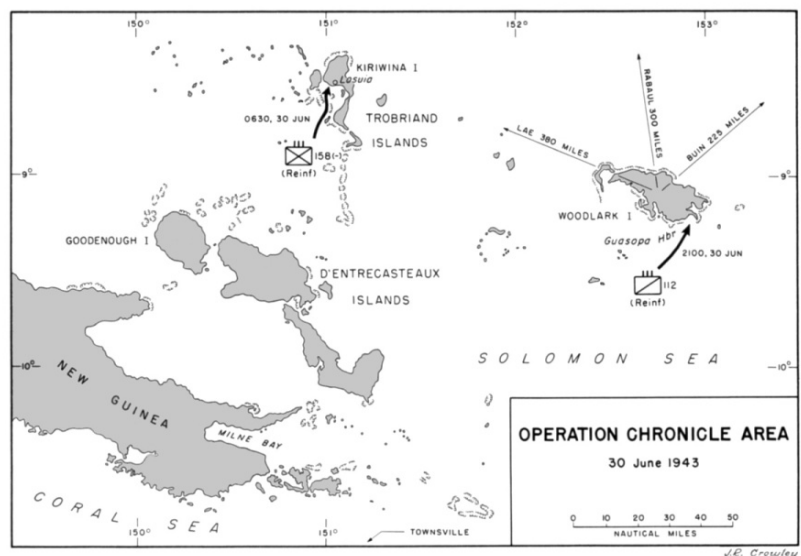 150°
151°
152°
153°
KIRIWINA I
Losuia
0630, 30 JUN
TROBRIAND
ISLANDS
158(-)
(Reinf)
LAE 380 MILES
RABAUL 300 MILES
BUIN 225 MILES
9°
9°
WOODLARK I
Guasopa Hbr
2100, 30 JUN
112
(Reinf)
GOODENOUGH I
D'ENTRECASTEAUX
ISLANDS
SOLOMON SEA
10°
10°
NEW GUINEA
MILNE BAY
CORAL SEA
150°
151°
TOWNSVILLE
OPERATION CHRONICLE AREA
30 June 1943
0 10 20 30 40 50
NAUTICAL MILES
J.R. Crowley